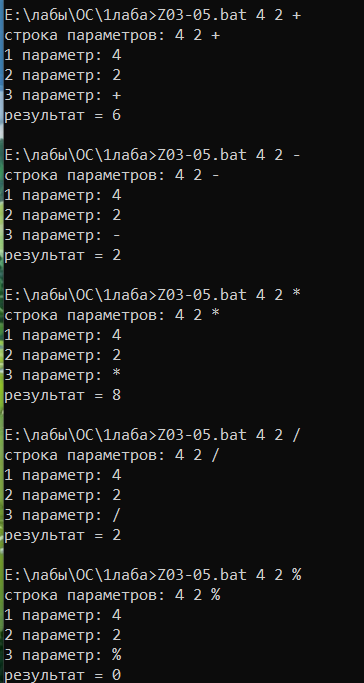 E:\лабы\ОС\1лаба>Z03-05.bat 4 2 +
строка параметров: 4 2 +
1 параметр: 4
2 параметр: 2
3 параметр: +
результат = 6
E:\лабы\ОС\1лаба>Z03-05.bat 4 2 -
строка параметров: 4 2 -
1 параметр: 4
2 параметр: 2
3 параметр: -
результат = 2
E:\лабы\ОС\1лаба>Z03-05.bat 4 2 *
строка параметров: 4 2 *
1 параметр: 4
2 параметр: 2
3 параметр: *
результат = 8
E:\лабы\ОС\1лаба>Z03-05.bat 4 2 /
строка параметров: 4 2 /
1 параметр: 4
2 параметр: 2
3 параметр: /
результат = 2
E:\лабы\ОС\1лаба>Z03-05.bat 4 2 %
строка параметров: 4 2 %
1 параметр: 4
2 параметр: 2
3 параметр: %
результат = 0